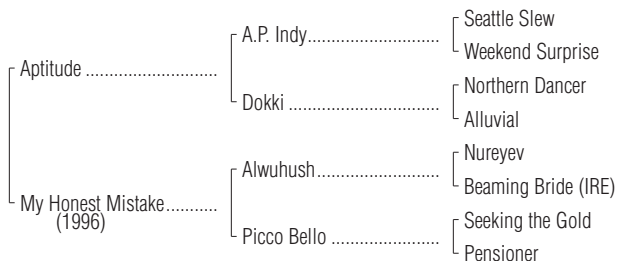 Seattle Slew
A.P. Indy..............................
Weekend Surprise
Aptitude ...........................
Northern Dancer
Dokki ..................................
Alluvial
Nureyev
Alwuhush............................
Beaming Bride (IRE)
My Honest Mistake...........
(1996)
Seeking the Gold
Picco Bello ........................
Pensioner